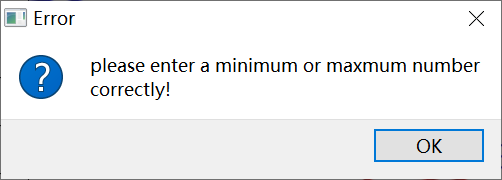 Error
please enter a minimum or maxmum number
correctly!
OK